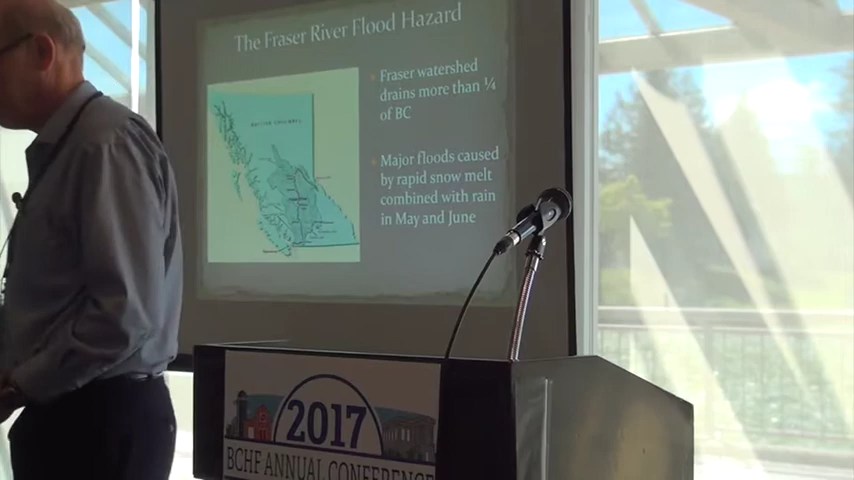 The Fraser River Flood Hazard
Fraser watershed
drains more than ¼
of BC
Major floods caused
by rapid snow melt
combined with rain
in May and June
2017
BCHF ANNUAL CONFERENCE